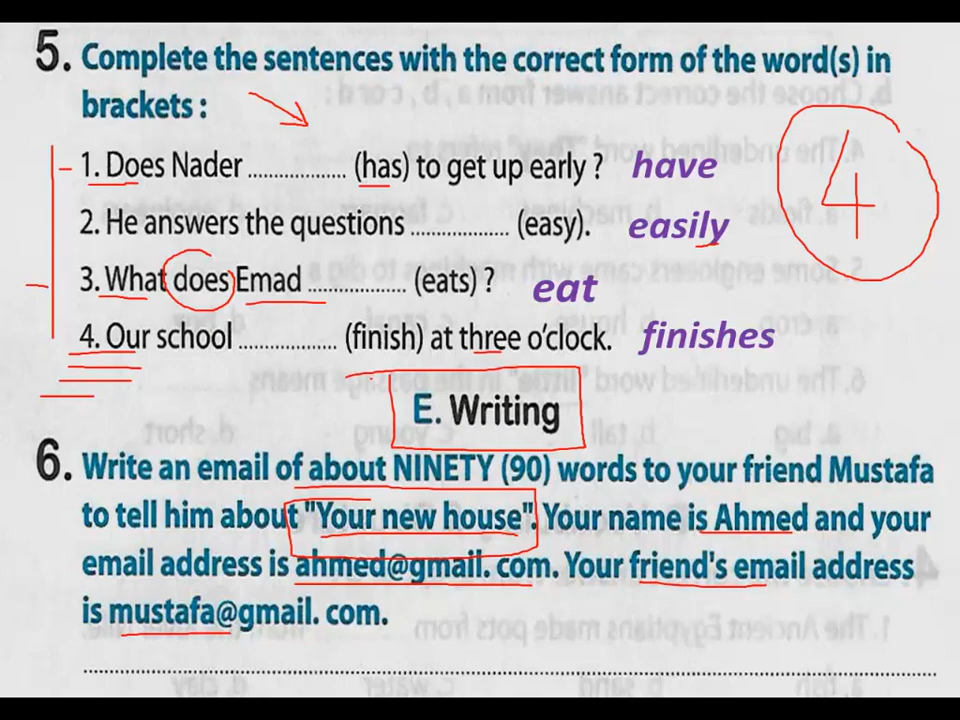 5. Complete the sentences with the correct form of the word(s) in
brackets :
1. Does Nader .................. (has) to get up early ? have
2. He answers the questions .................. (easy). easily
3. What does Emad .................. (eats) ? eat
4. Our school .................. (finish) at three o'clock. finishes
4
E. Writing
6. Write an email of about NINETY (90) words to your friend Mustafa
to tell him about "Your new house" Your name is Ahmed and your
email address is ahmed@gmail. com. Your friend's email address
is mustafa@gmail. com.